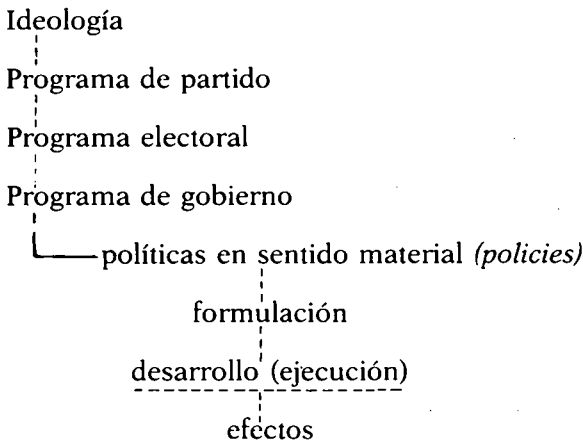 Ideología
Programa de partido
Programa electoral
Programa de gobierno
políticas en sentido material (policies)
formulación
desarrollo (ejecución)
efectos